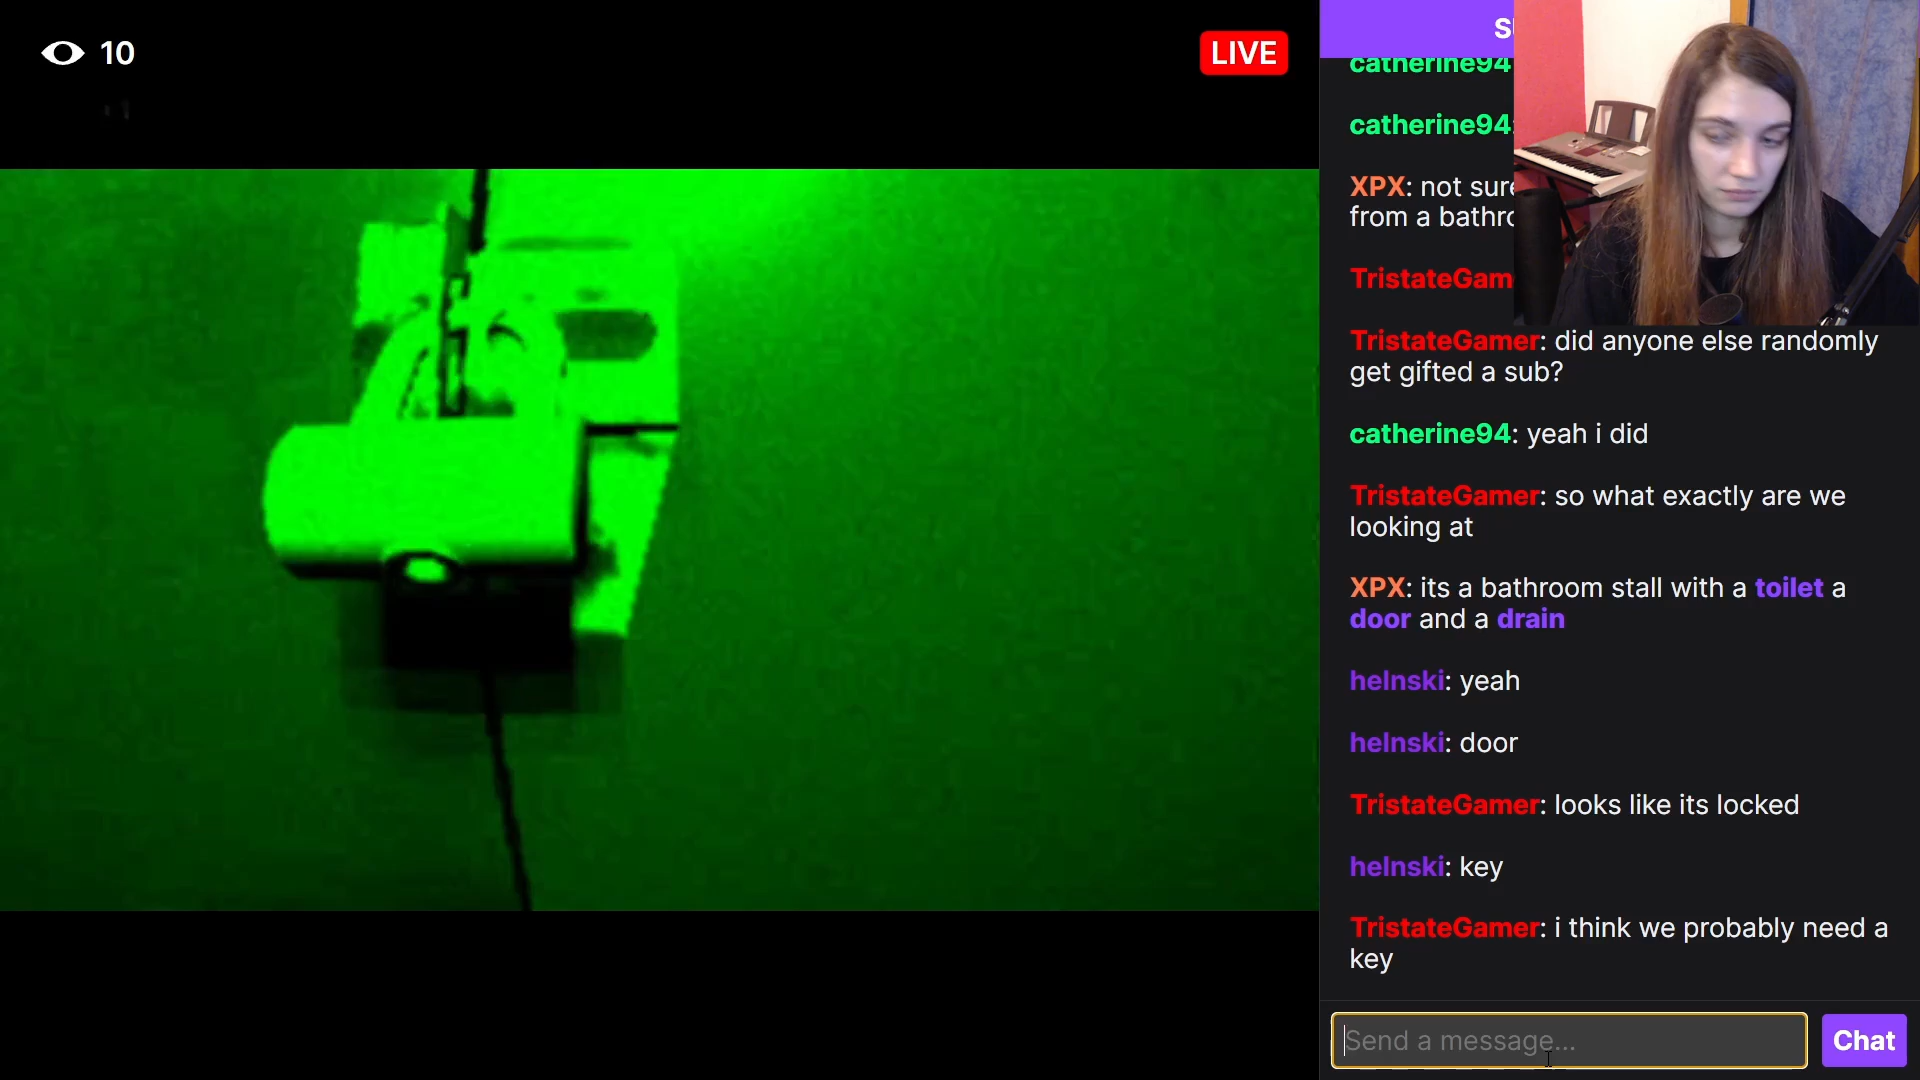 10
LIVE
catherine94
catherine94:
XPX: not sure
from a bathro
TristateGam
TristateGamer: did anyone else randomly
get gifted a sub?
catherine94: yeah i did
TristateGamer: so what exactly are we
looking at
XPX: its a bathroom stall with a toilet a
door and a drain
helnski: yeah
helnski: door
TristateGamer: looks like its locked
helnski: key
TristateGamer: i think we probably need a
key
Send a message...
Chat